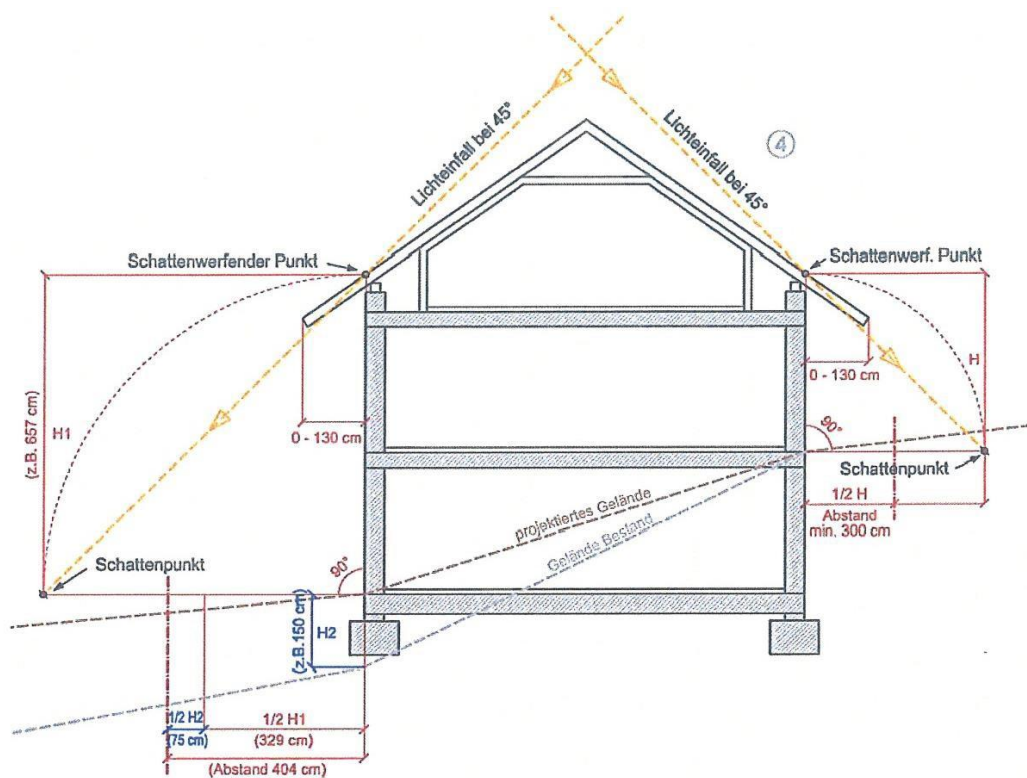 Lichteinfall bei 45°
Lichteinfall bei 45°
4
Schattenwerfender Punkt
Schattenwerf. Punkt
H1
(z.B. 657 cm)
0 - 130 cm
0 - 130 cm
H
90°
Schattenpunkt
1/2 H
Abstand
min. 300 cm
projektiertes Gelände
Gelände Bestand
Schattenpunkt
90°
H2
(z.B.150 cm)
1/2 H2
(75 cm)
1/2 H1
(329 cm)
(Abstand 404 cm)